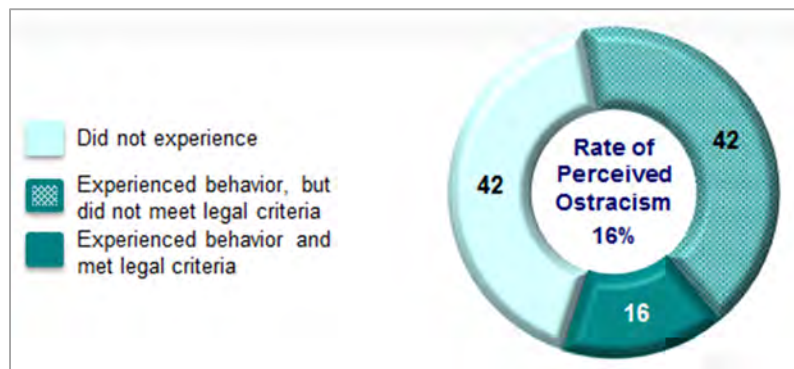 Did not experience
Experienced behavior, but
did not meet legal criteria
Experienced behavior and
met legal criteria
42
42
16
Rate of
Perceived
Ostracism
16%